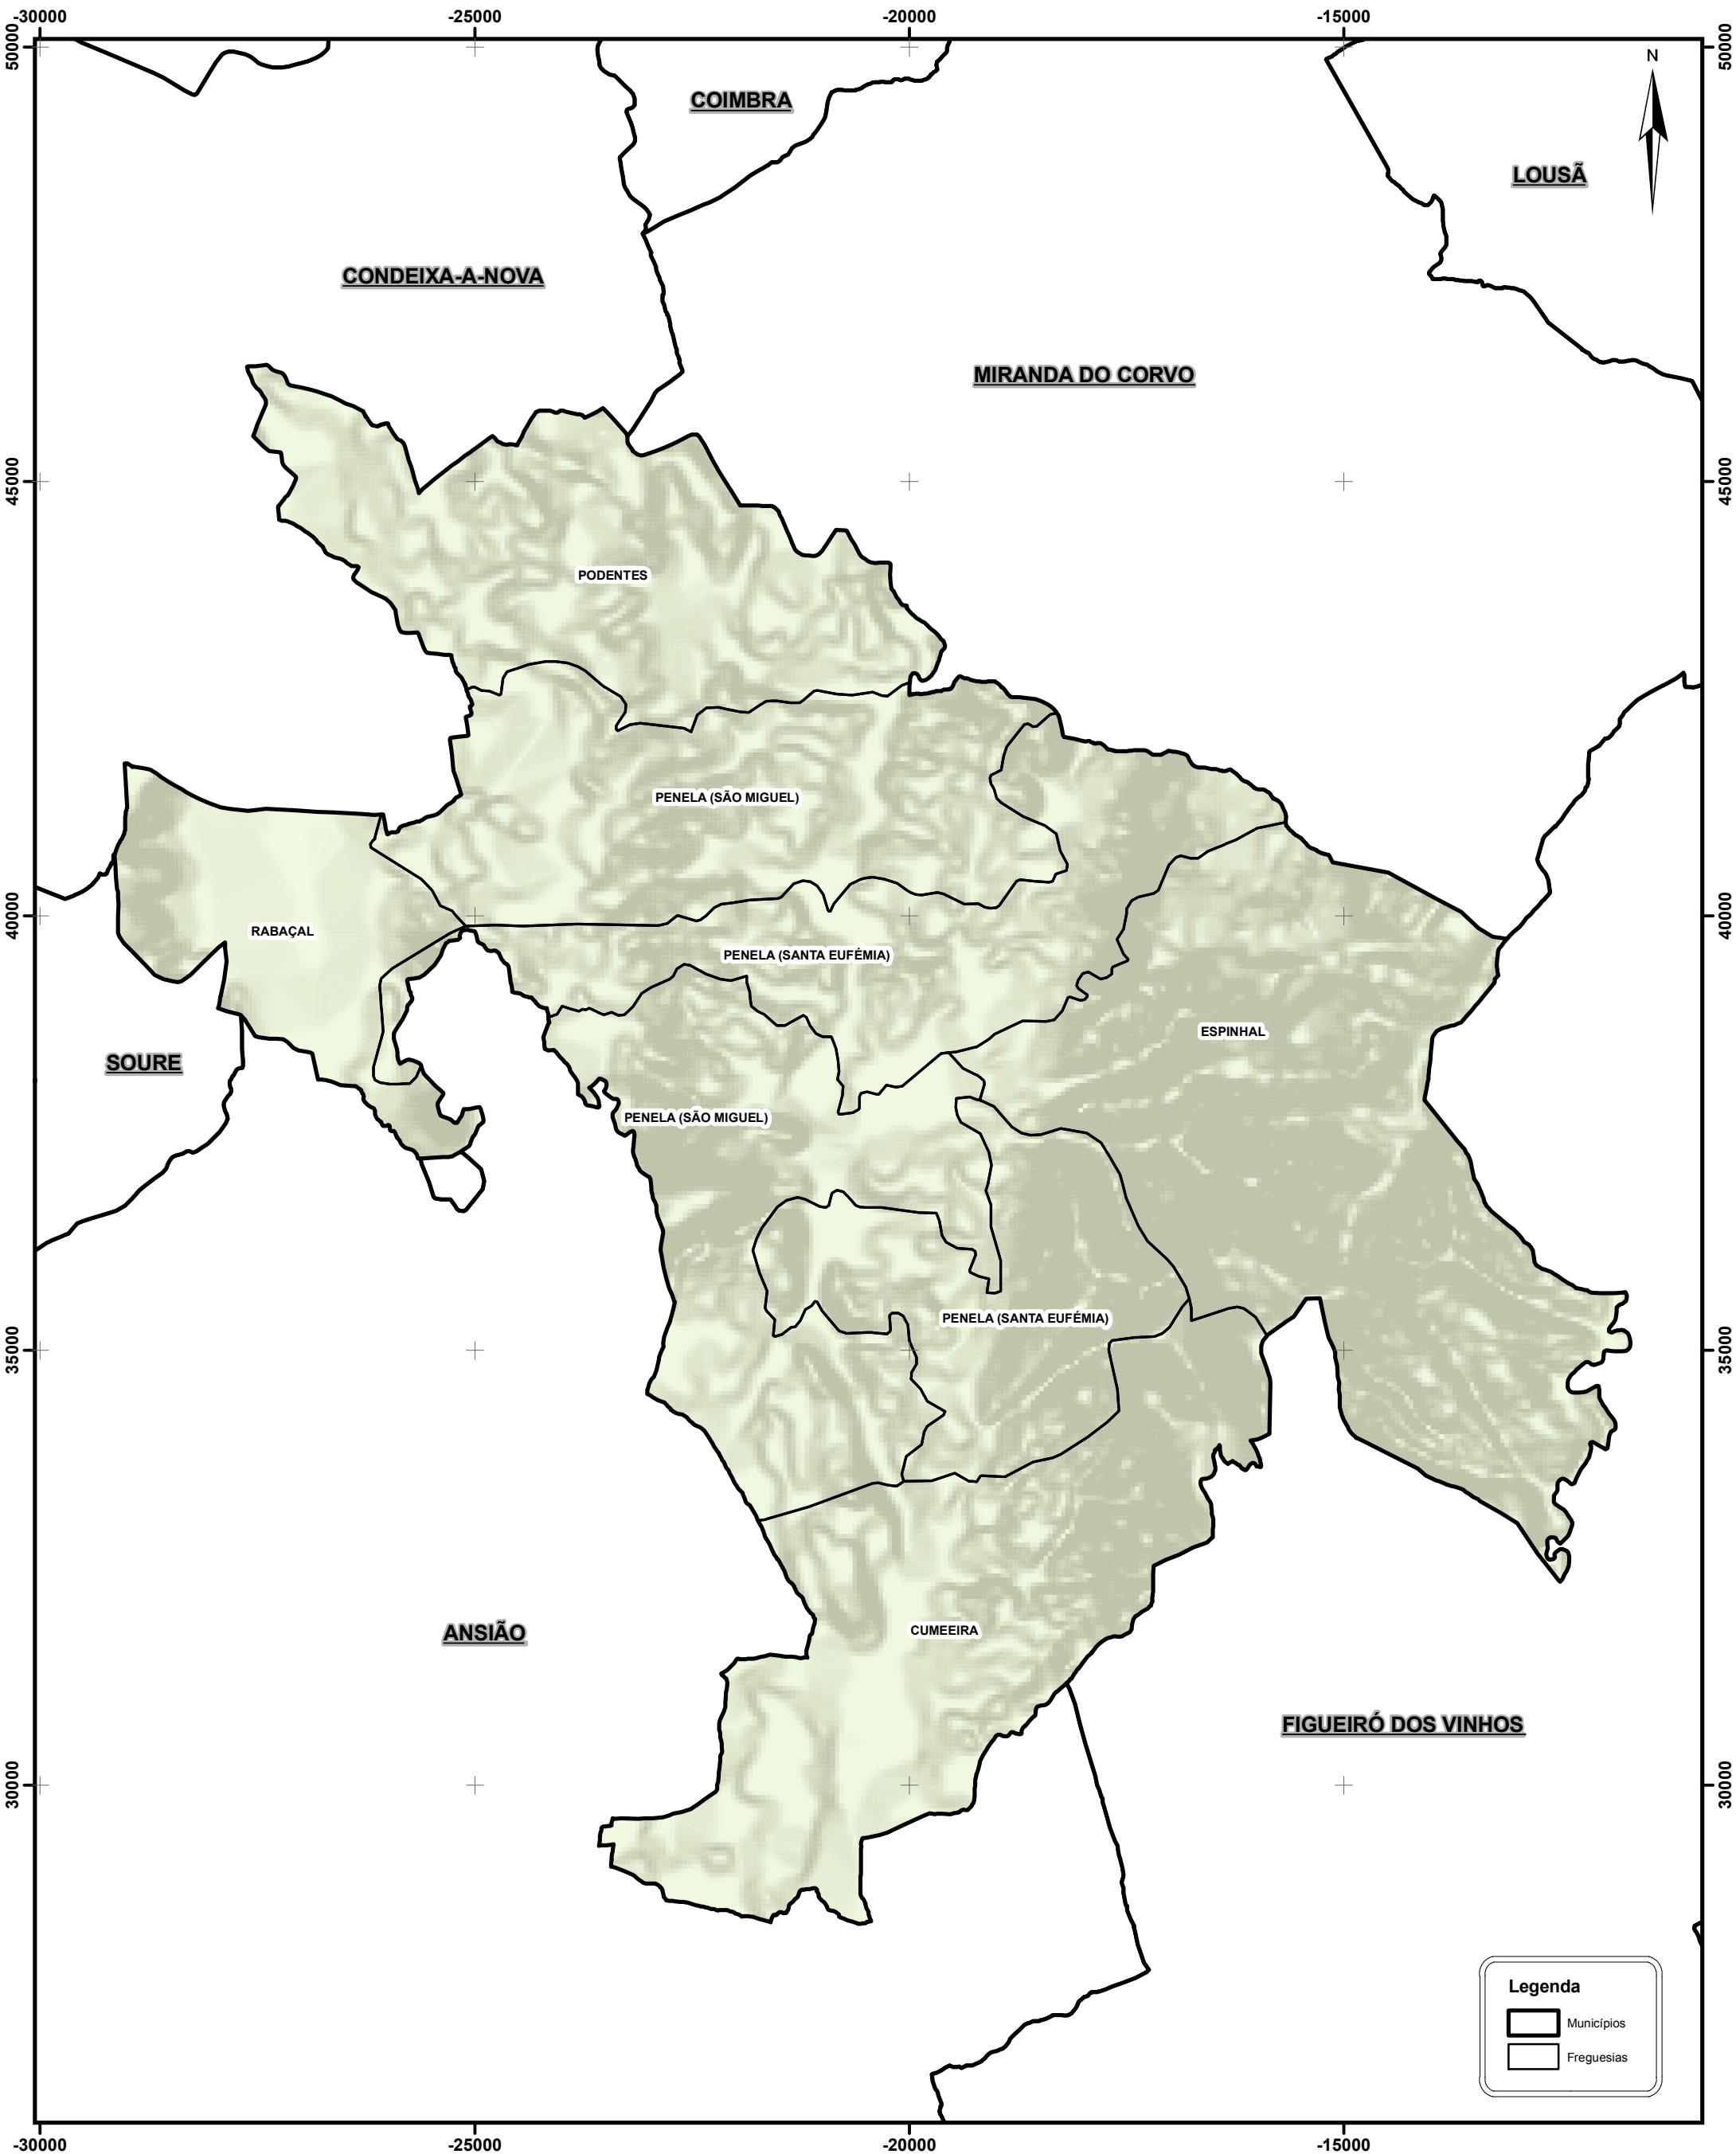 -30000
-25000
-20000
-15000
50000
50000
N
COIMBRA
LOUSÃ
CONDEIXA-A-NOVA
MIRANDA DO CORVO
45000
45000
PODENTES
PENELA (SÃO MIGUEL)
40000
40000
RABAÇAL
PENELA (SANTA EUFÉMIA)
ESPINHAL
SOURE
PENELA (SÃO MIGUEL)
PENELA (SANTA EUFÉMIA)
35000
35000
CUMEEIRA
ANSIÃO
FIGUEIRÓ DOS VINHOS
30000
30000
Legenda
Municípios
Freguesias
-30000
-25000
-20000
-15000